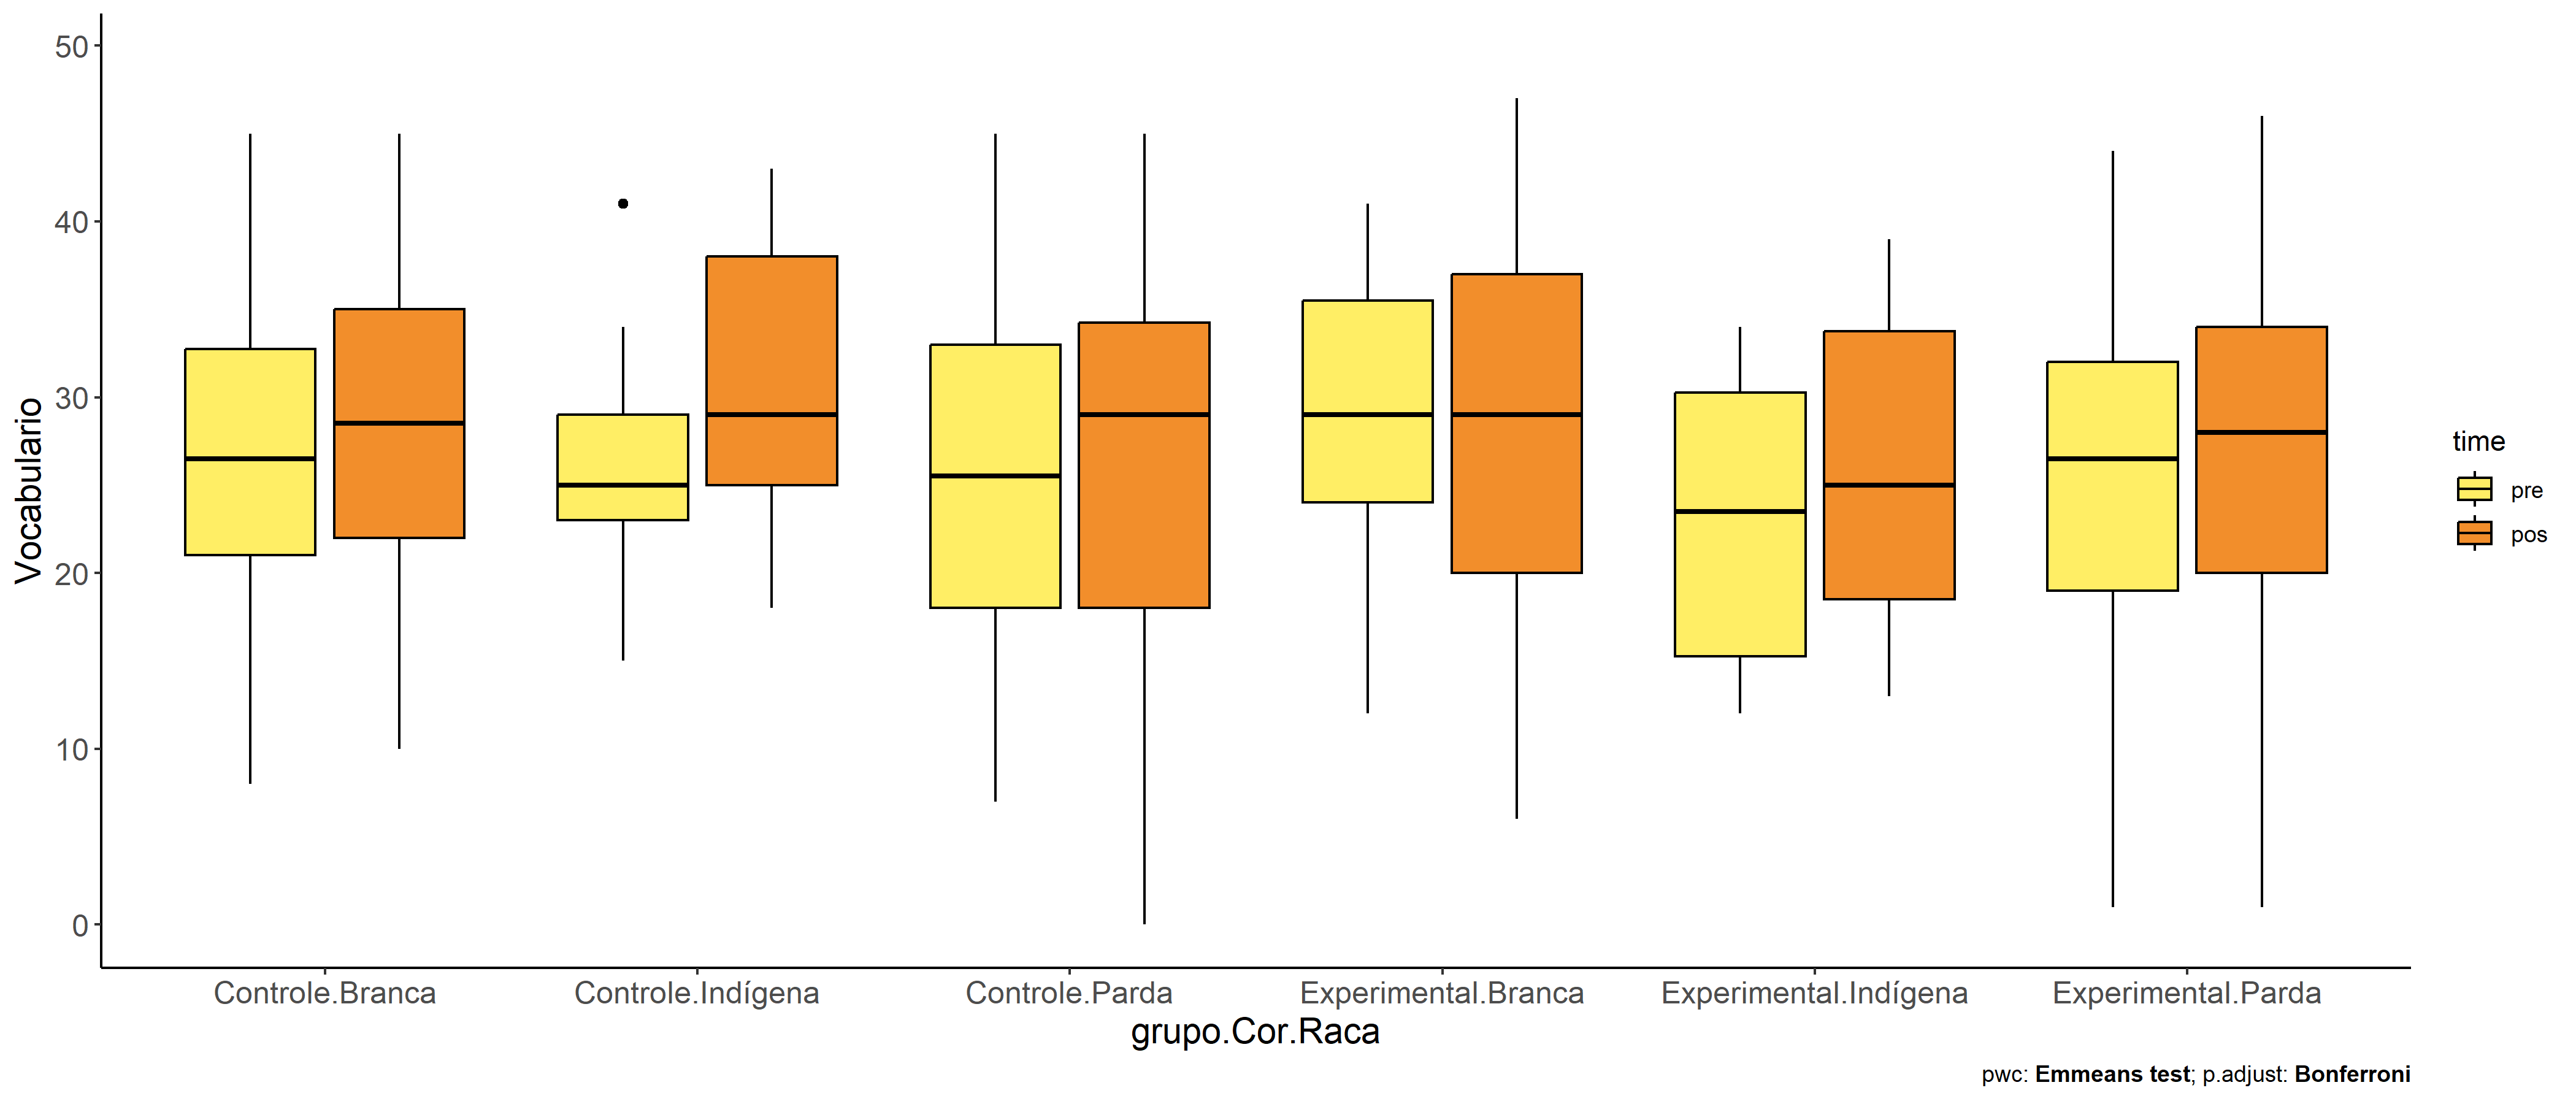 Vocabulario
50
40
30
20
10
0
Controle.Branca
Controle.Indígena
Controle.Parda
Experimental.Branca
Experimental.Indígena
Experimental.Parda
grupo.Cor.Raca
time
pre
pos
pwc: Emmeans test; p.adjust: Bonferroni